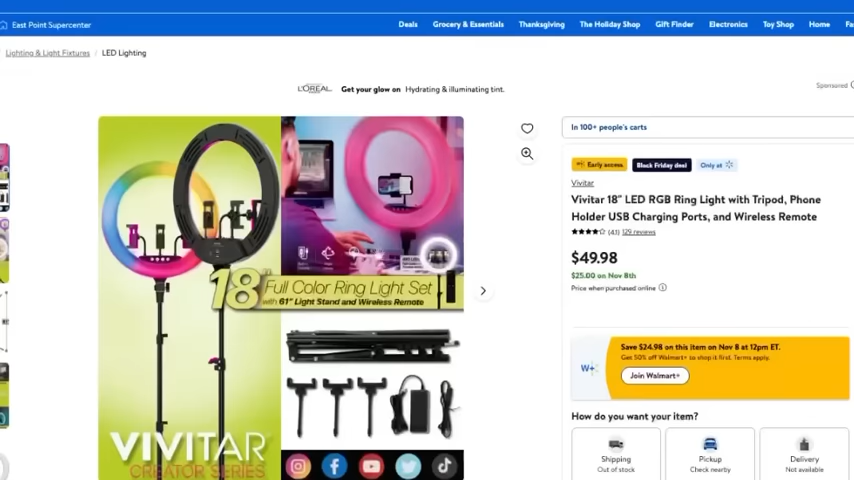 East Point Supercenter
Deals
Grocery & Essentials
Thanksgiving
The Holiday Shop
Gift Finder
Electronics
Toy Shop
Home
Lighting & Light Fixtures / LED Lighting
L'ORÉAL Get your glow on Hydrating & illuminating tint.
Sponsored
In 100+ people's carts
W+ Early access
Black Friday deal
Only at
Vivitar
Vivitar 18" LED RGB Ring Light with Tripod, Phone
Holder USB Charging Ports, and Wireless Remote
(4.1) 129 reviews
$49.98
$25.00 on Nov 8th
Price when purchased online
18" Full Color Ring Light Set
with 61" Light Stand and Wireless Remote
VIVITAR
CREATOR SERIES
W+
Save $24.98 on this item on Nov 8 at 12pm ET.
Get 50% off Walmart+ to shop it first. Terms apply.
Join Walmart+
How do you want your item?
Shipping
Out of stock
Pickup
Check nearby
Delivery
Not available